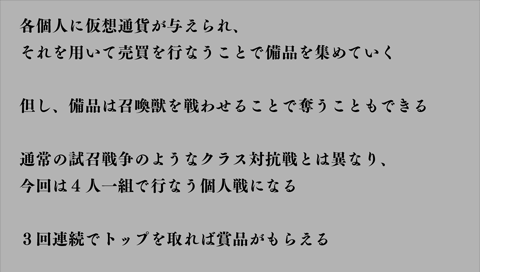 各個人に仮想通貨が与えられ、
それを用いて売買を行なうことで備品を集めていく
但し、備品は召喚獣を戦わせることで奪うこともできる
通常の試召戦争のようなクラス対抗戦とは異なり、
今回は４人一組で行なう個人戦になる
３回連続でトップを取れば賞品がもらえる